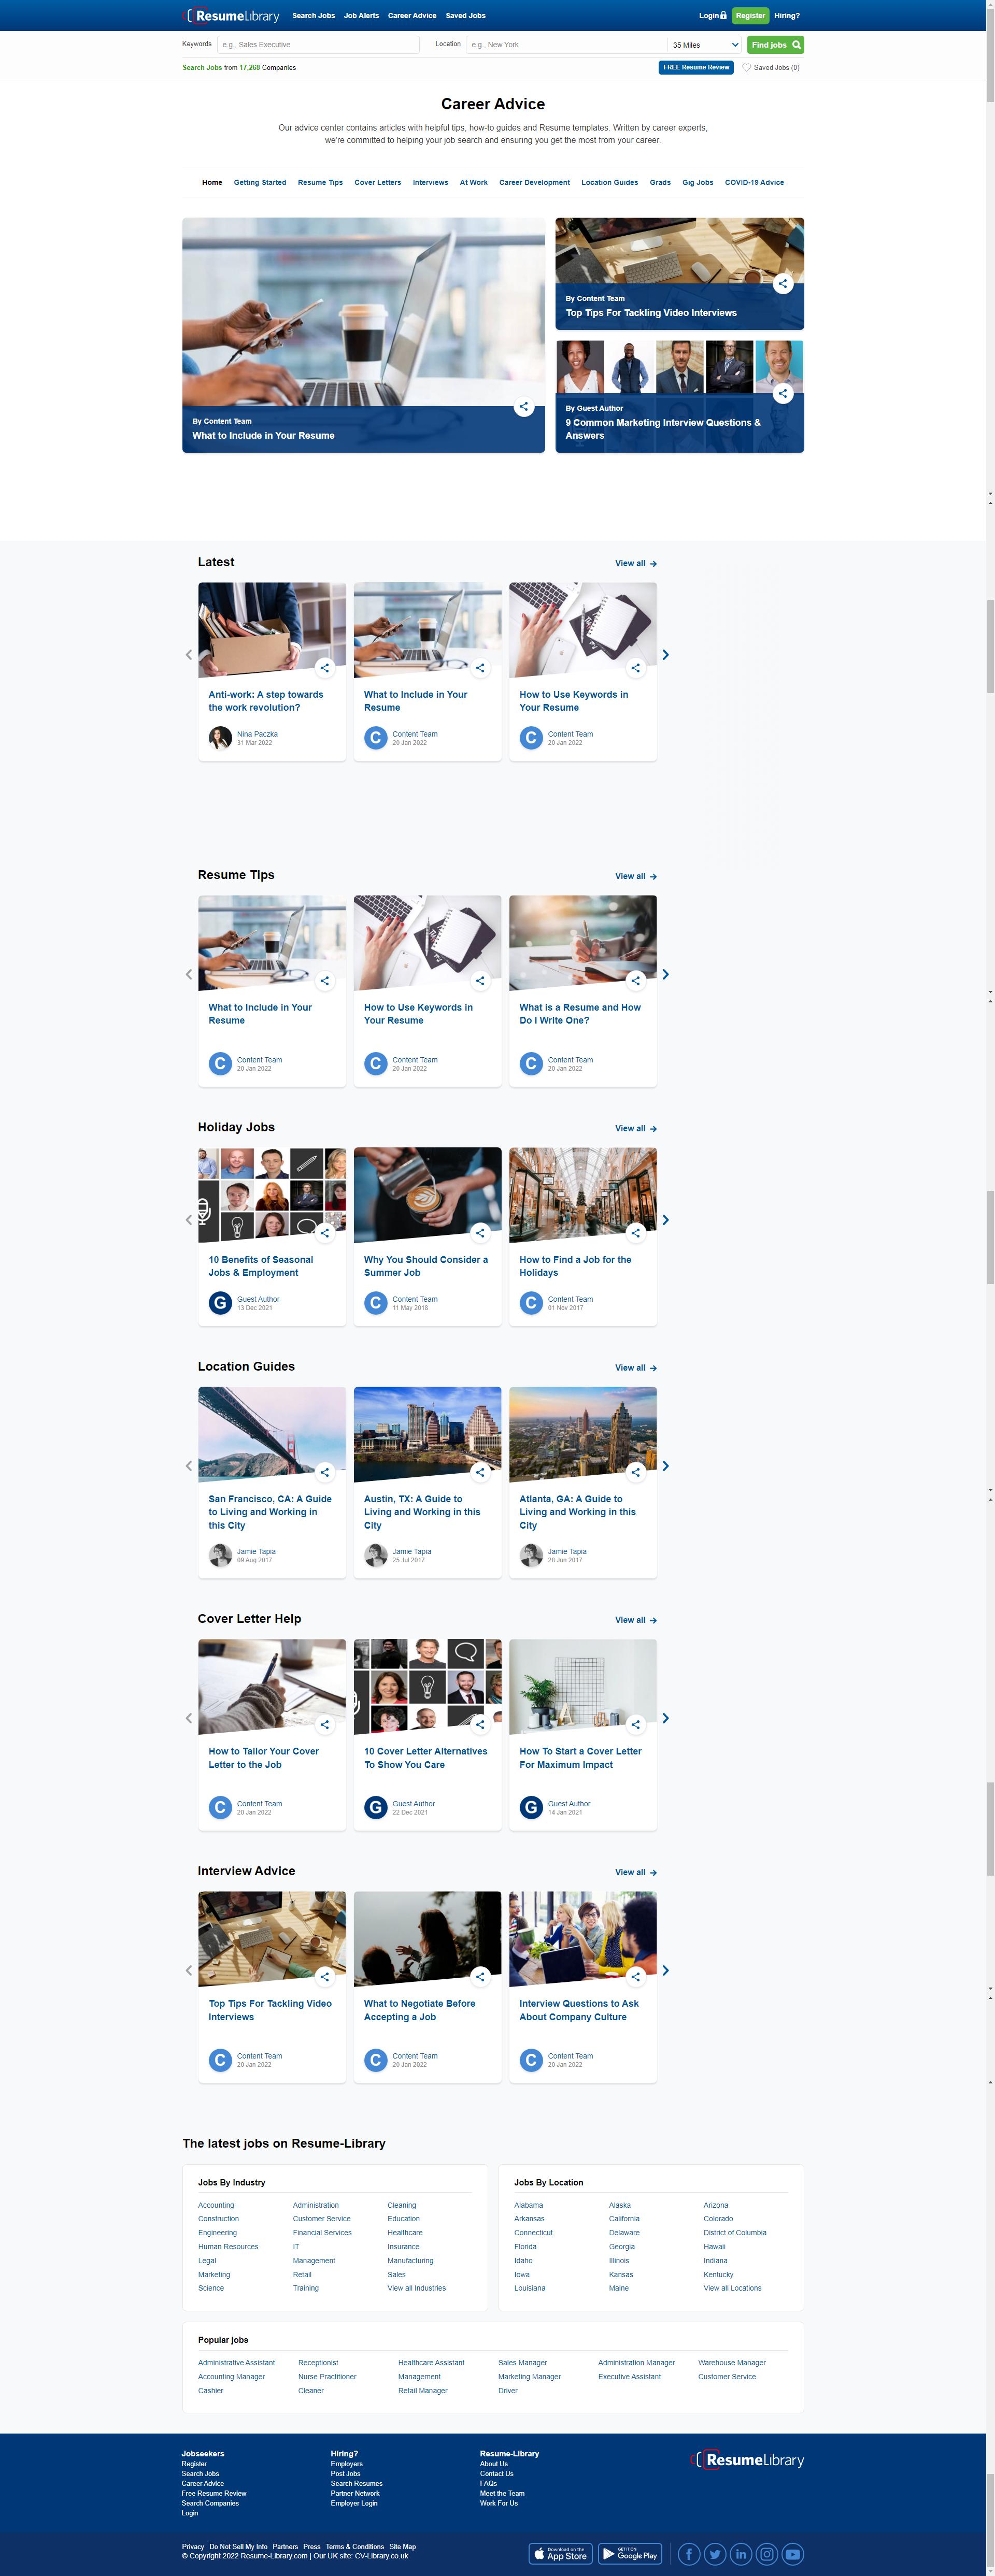 ResumeLibrary Search Jobs Job Alerts Career Advice Saved Jobs Login Register Hiring?
Keywords e.g., Sales Executive Location e.g., New York 35 Miles Find jobs
Search Jobs from 17,268 Companies FREE Resume Review Saved Jobs (0)
Career Advice
Our advice center contains articles with helpful tips, how-to guides and Resume templates. Written by career experts,
we're committed to helping your job search and ensuring you get the most from your career.
Home Getting Started Resume Tips Cover Letters Interviews At Work Career Development Location Guides Grads Gig Jobs COVID-19 Advice
By Content Team
What to Include in Your Resume
By Content Team
Top Tips For Tackling Video Interviews
By Guest Author
9 Common Marketing Interview Questions &
Answers
Latest View all
Anti-work: A step towards
the work revolution?
Nina Paczka
31 Mar 2022
What to Include in Your
Resume
C Content Team
20 Jan 2022
How to Use Keywords in
Your Resume
C Content Team
20 Jan 2022
Resume Tips View all
What to Include in Your
Resume
C Content Team
20 Jan 2022
How to Use Keywords in
Your Resume
C Content Team
20 Jan 2022
What is a Resume and How
Do I Write One?
C Content Team
20 Jan 2022
Holiday Jobs View all
10 Benefits of Seasonal
Jobs & Employment
G Guest Author
13 Dec 2021
Why You Should Consider a
Summer Job
C Content Team
11 May 2018
How to Find a Job for the
Holidays
C Content Team
01 Nov 2017
Location Guides View all
San Francisco, CA: A Guide
to Living and Working in
this City
Jamie Tapia
09 Aug 2017
Austin, TX: A Guide to
Living and Working in this
City
Jamie Tapia
25 Jul 2017
Atlanta, GA: A Guide to
Living and Working in this
City
Jamie Tapia
28 Jun 2017
Cover Letter Help View all
How to Tailor Your Cover
Letter to the Job
C Content Team
20 Jan 2022
10 Cover Letter Alternatives
To Show You Care
G Guest Author
22 Dec 2021
How To Start a Cover Letter
For Maximum Impact
G Guest Author
14 Jan 2021
Interview Advice View all
Top Tips For Tackling Video
Interviews
C Content Team
20 Jan 2022
What to Negotiate Before
Accepting a Job
C Content Team
20 Jan 2022
Interview Questions to Ask
About Company Culture
C Content Team
20 Jan 2022
The latest jobs on Resume-Library
Jobs By Industry
Accounting Administration Cleaning
Construction Customer Service Education
Engineering Financial Services Healthcare
Human Resources IT Insurance
Legal Management Manufacturing
Marketing Retail Sales
Science Training View all Industries
Jobs By Location
Alabama Alaska Arizona
Arkansas California Colorado
Connecticut Delaware District of Columbia
Florida Georgia Hawaii
Idaho Illinois Indiana
Iowa Kansas Kentucky
Louisiana Maine View all Locations
Popular jobs
Administrative Assistant Receptionist Healthcare Assistant Sales Manager Administration Manager Warehouse Manager
Accounting Manager Nurse Practitioner Management Marketing Manager Executive Assistant Customer Service
Cashier Cleaner Retail Manager Driver
Jobseekers
Register
Search Jobs
Career Advice
Free Resume Review
Search Companies
Login
Hiring?
Employers
Post Jobs
Search Resumes
Partner Network
Employer Login
Resume-Library
About Us
Contact Us
FAQs
Meet the Team
Work For Us
ResumeLibrary
Privacy Do Not Sell My Info Partners Press Terms & Conditions Site Map
© Copyright 2022 Resume-Library.com | Our UK site: CV-Library.co.uk
Download on the
App Store
GET IT ON
Google Play